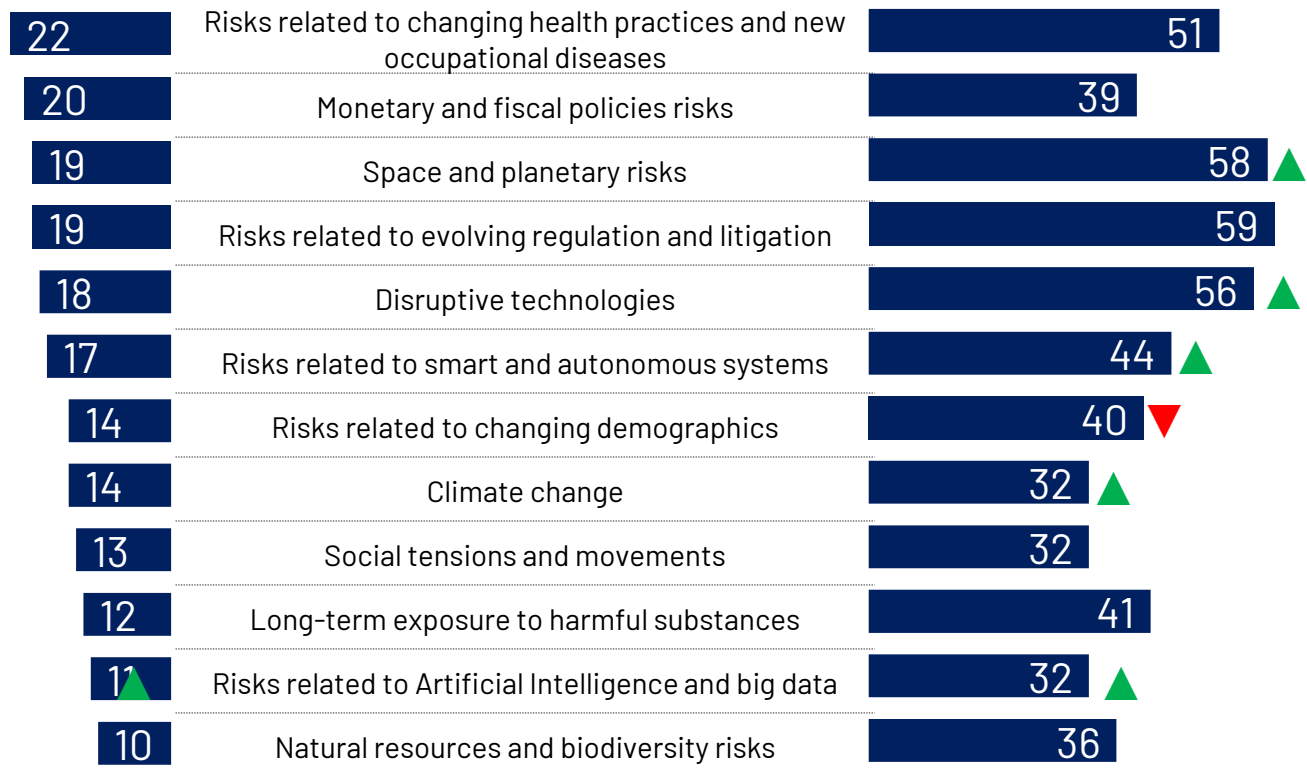 22 Risks related to changing health practices and new 51
occupational diseases
20 Monetary and fiscal policies risks 39
19 Space and planetary risks 58
19 Risks related to evolving regulation and litigation 59
18 Disruptive technologies 56
17 Risks related to smart and autonomous systems 44
14 Risks related to changing demographics 40
14 Climate change 32
13 Social tensions and movements 32
12 Long-term exposure to harmful substances 41
11 Risks related to Artificial Intelligence and big data 32
10 Natural resources and biodiversity risks 36